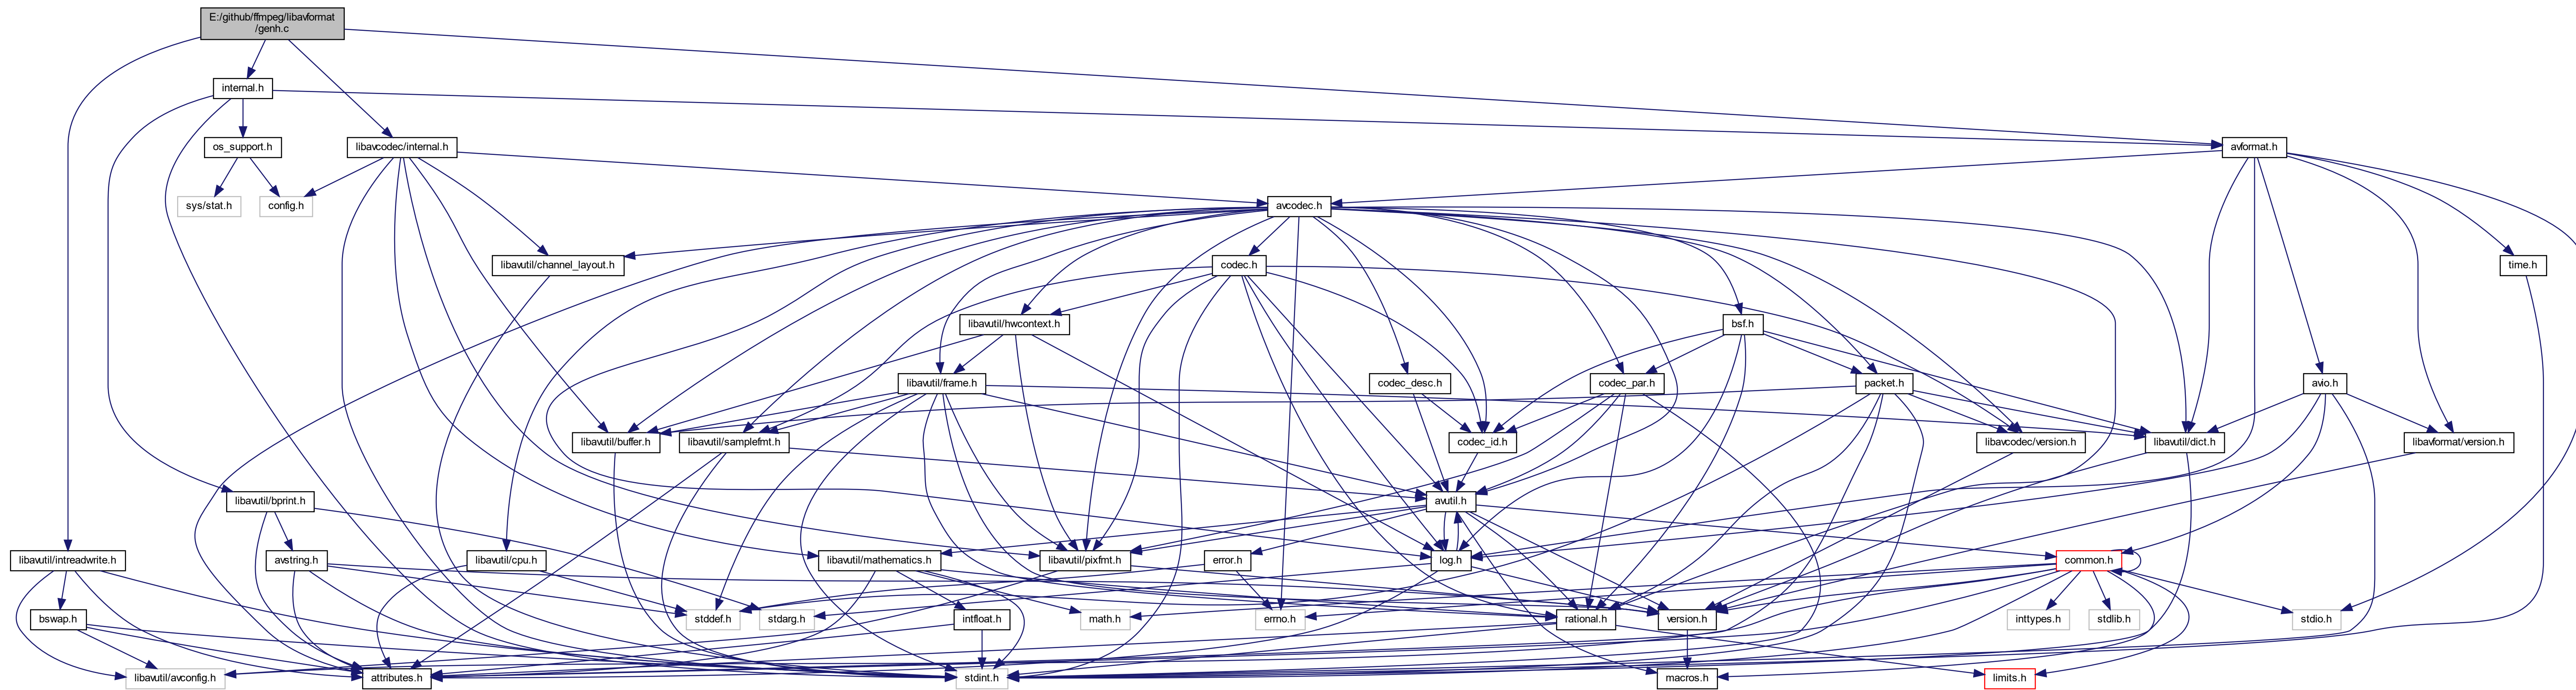 E:/github/ffmpeg/libavformat
/genh.c
internal.h
os_support.h
libavcodec/internal.h
avformat.h
sys/stat.h
config.h
avcodec.h
libavutil/channel_layout.h
codec.h
time.h
libavutil/hwcontext.h
bsf.h
libavutil/frame.h
codec_desc.h
codec_par.h
packet.h
avio.h
libavutil/buffer.h
libavutil/samplefmt.h
codec_id.h
libavcodec/version.h
libavutil/dict.h
libavformat/version.h
libavutil/bprint.h
avutil.h
libavutil/intreadwrite.h
avstring.h
libavutil/cpu.h
libavutil/mathematics.h
libavutil/pixfmt.h
error.h
log.h
common.h
bswap.h
stddef.h
stdarg.h
intfloat.h
math.h
errno.h
rational.h
version.h
inttypes.h
stdlib.h
stdio.h
libavutil/avconfig.h
attributes.h
stdint.h
macros.h
limits.h